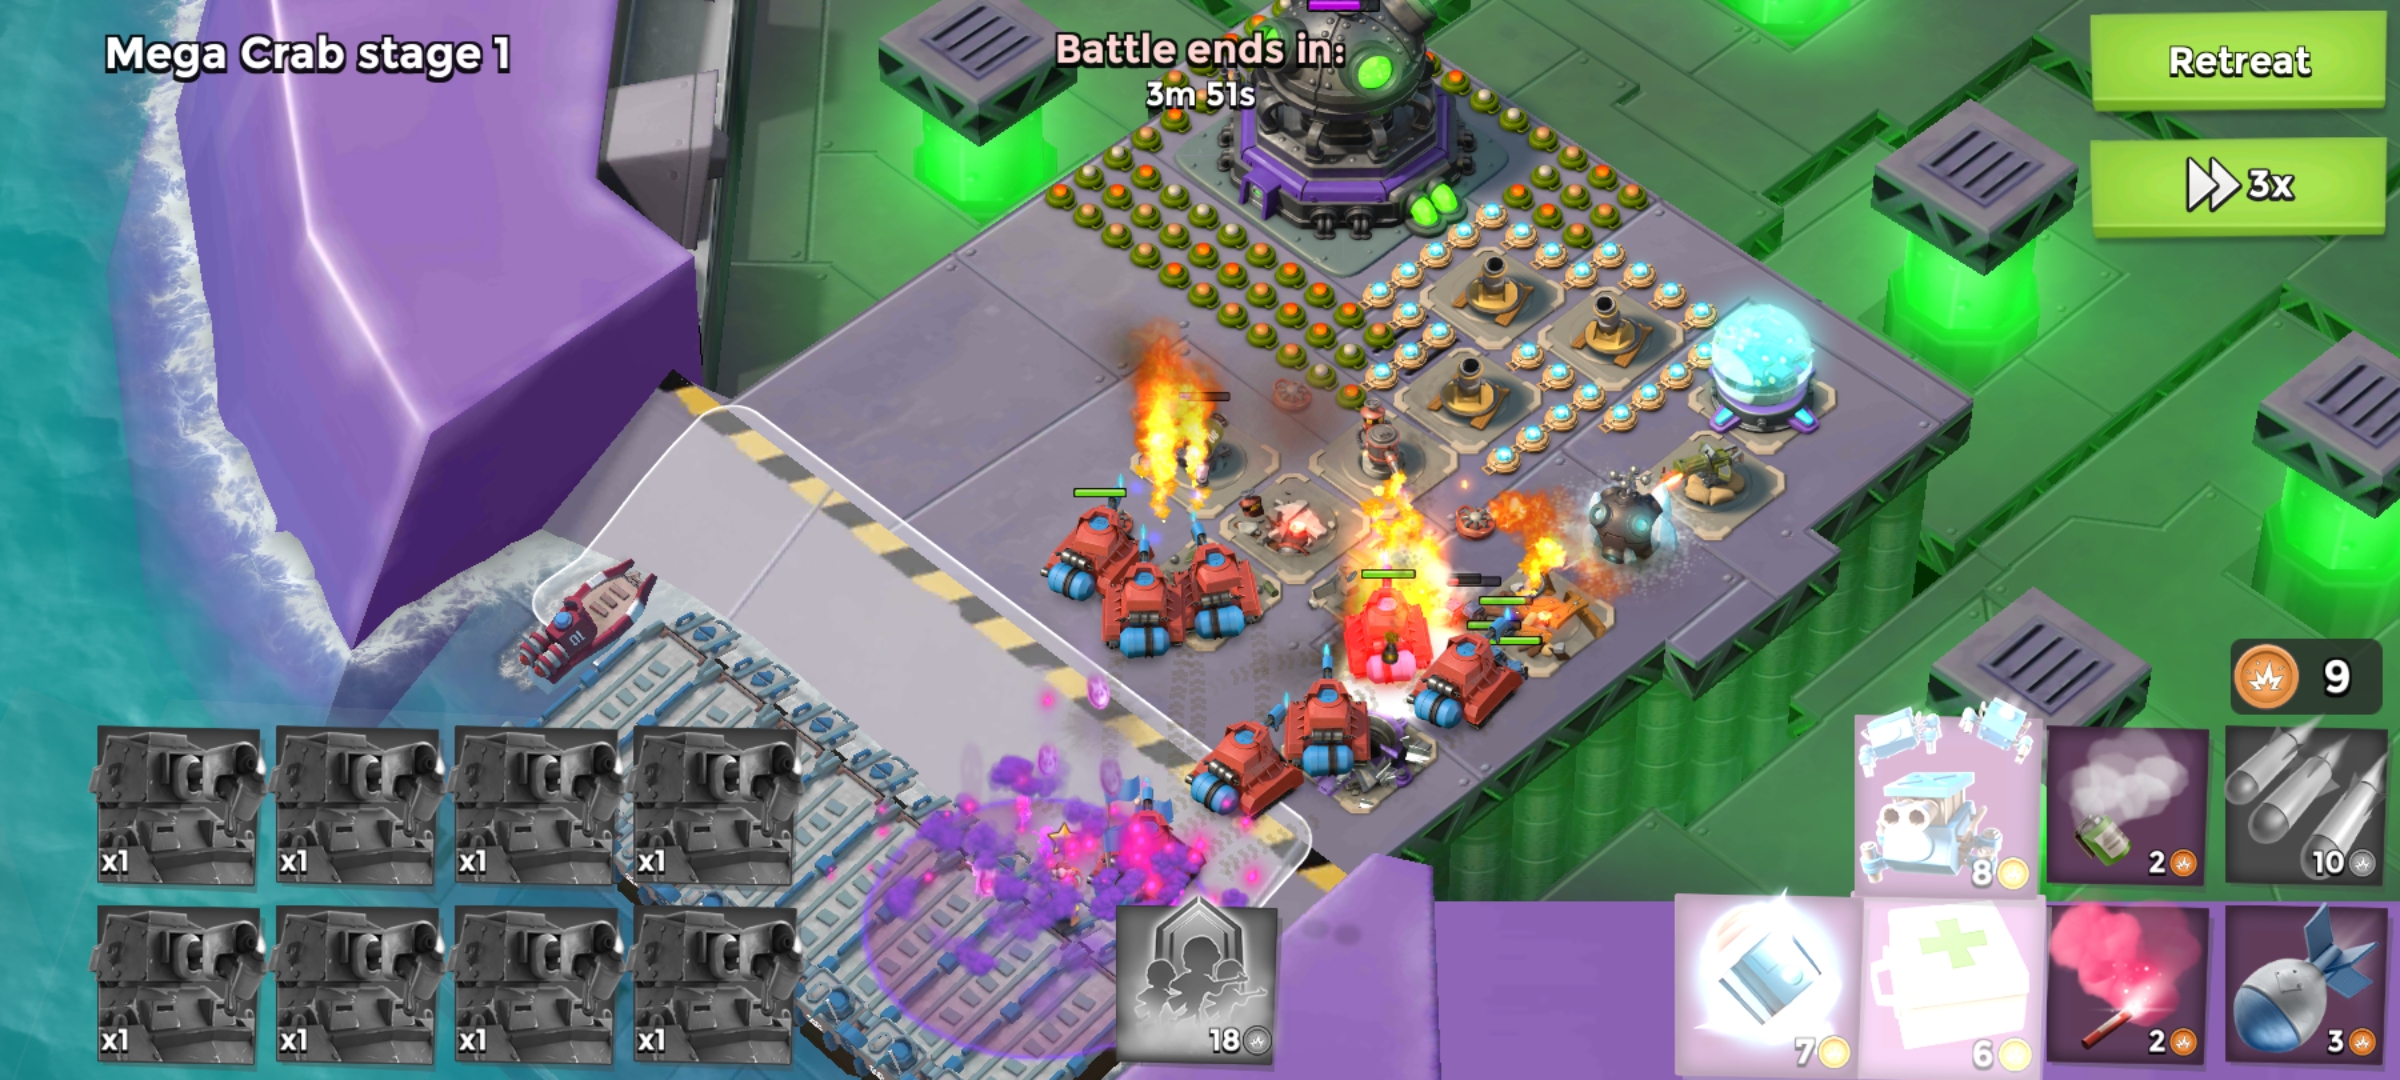 Mega Crab stage 1
Battle ends in:
3m 51s
Retreat
3x
9
x1
x1
x1
x1
8
2
10
x1
x1
x1
x1
18
7
6
2
3
01